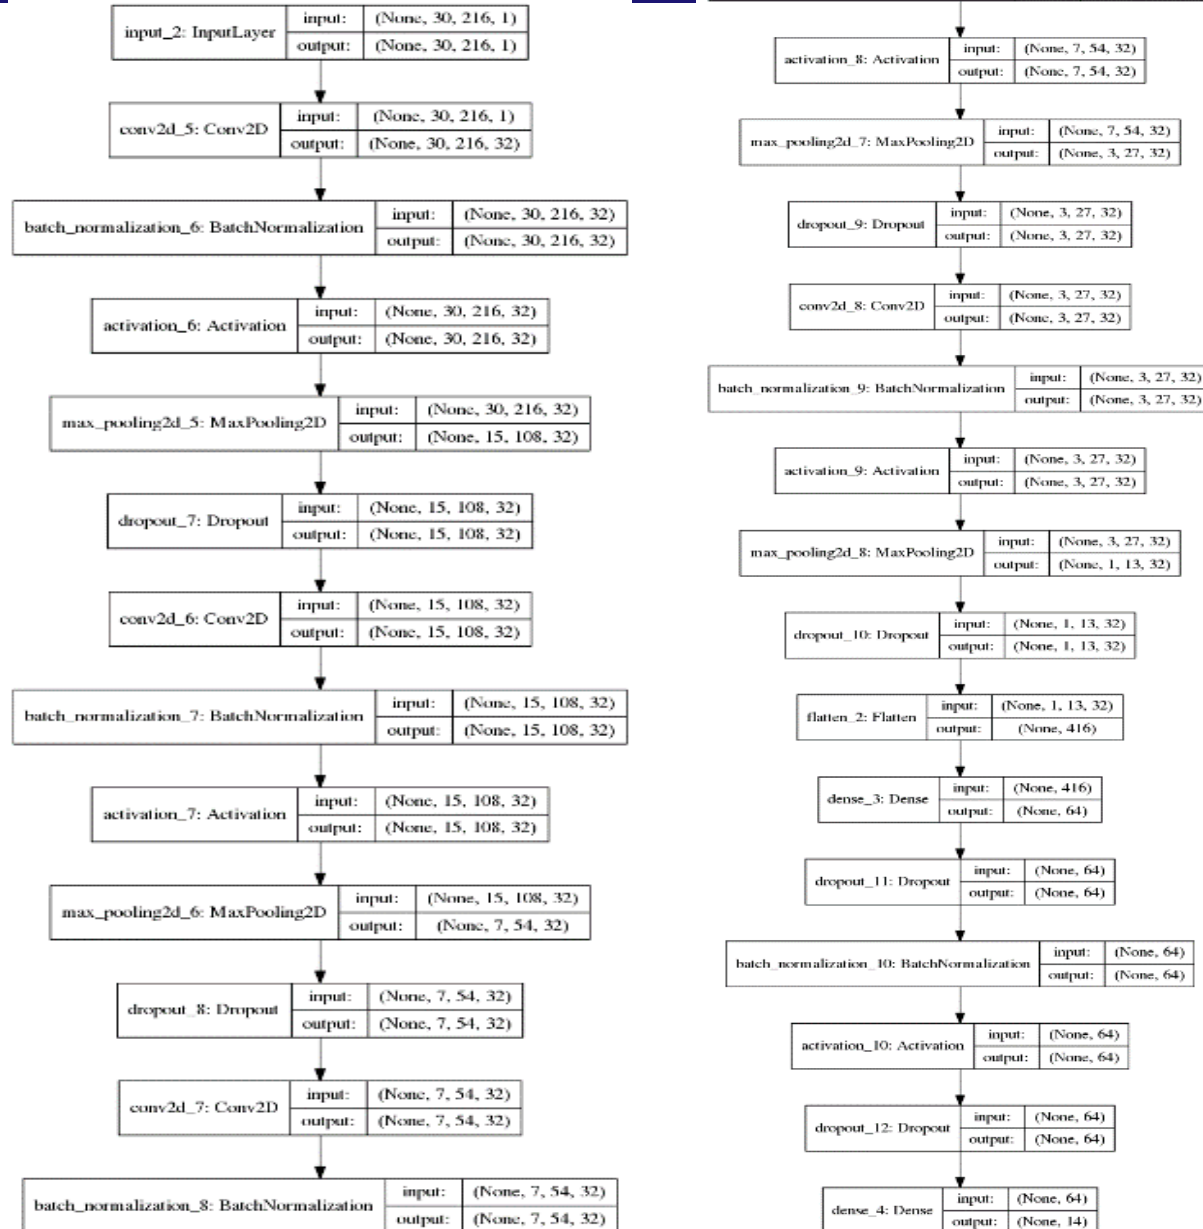 input_2: InputLayer
input: (None, 30, 216, 1)
output: (None, 30, 216, 1)
conv2d_5: Conv2D
input: (None, 30, 216, 1)
output: (None, 30, 216, 32)
batch_normalization_6: BatchNormalization
input: (None, 30, 216, 32)
output: (None, 30, 216, 32)
activation_6: Activation
input: (None, 30, 216, 32)
output: (None, 30, 216, 32)
max_pooling2d_5: MaxPooling2D
input: (None, 30, 216, 32)
output: (None, 15, 108, 32)
dropout_7: Dropout
input: (None, 15, 108, 32)
output: (None, 15, 108, 32)
conv2d_6: Conv2D
input: (None, 15, 108, 32)
output: (None, 15, 108, 32)
batch_normalization_7: BatchNormalization
input: (None, 15, 108, 32)
output: (None, 15, 108, 32)
activation_7: Activation
input: (None, 15, 108, 32)
output: (None, 15, 108, 32)
max_pooling2d_6: MaxPooling2D
input: (None, 15, 108, 32)
output: (None, 7, 54, 32)
dropout_8: Dropout
input: (None, 7, 54, 32)
output: (None, 7, 54, 32)
conv2d_7: Conv2D
input: (None, 7, 54, 32)
output: (None, 7, 54, 32)
batch_normalization_8: BatchNormalization
input: (None, 7, 54, 32)
output: (None, 7, 54, 32)
activation_8: Activation
input: (None, 7, 54, 32)
output: (None, 7, 54, 32)
max_pooling2d_7: MaxPooling2D
input: (None, 7, 54, 32)
output: (None, 3, 27, 32)
dropout_9: Dropout
input: (None, 3, 27, 32)
output: (None, 3, 27, 32)
conv2d_8: Conv2D
input: (None, 3, 27, 32)
output: (None, 3, 27, 32)
batch_normalization_9: BatchNormalization
input: (None, 3, 27, 32)
output: (None, 3, 27, 32)
activation_9: Activation
input: (None, 3, 27, 32)
output: (None, 3, 27, 32)
max_pooling2d_8: MaxPooling2D
input: (None, 3, 27, 32)
output: (None, 1, 13, 32)
dropout_10: Dropout
input: (None, 1, 13, 32)
output: (None, 1, 13, 32)
flatten_2: Flatten
input: (None, 1, 13, 32)
output: (None, 416)
dense_3: Dense
input: (None, 416)
output: (None, 64)
dropout_11: Dropout
input: (None, 64)
output: (None, 64)
batch_normalization_10: BatchNormalization
input: (None, 64)
output: (None, 64)
activation_10: Activation
input: (None, 64)
output: (None, 64)
dropout_12: Dropout
input: (None, 64)
output: (None, 64)
dense_4: Dense
input: (None, 64)
output: (None, 14)